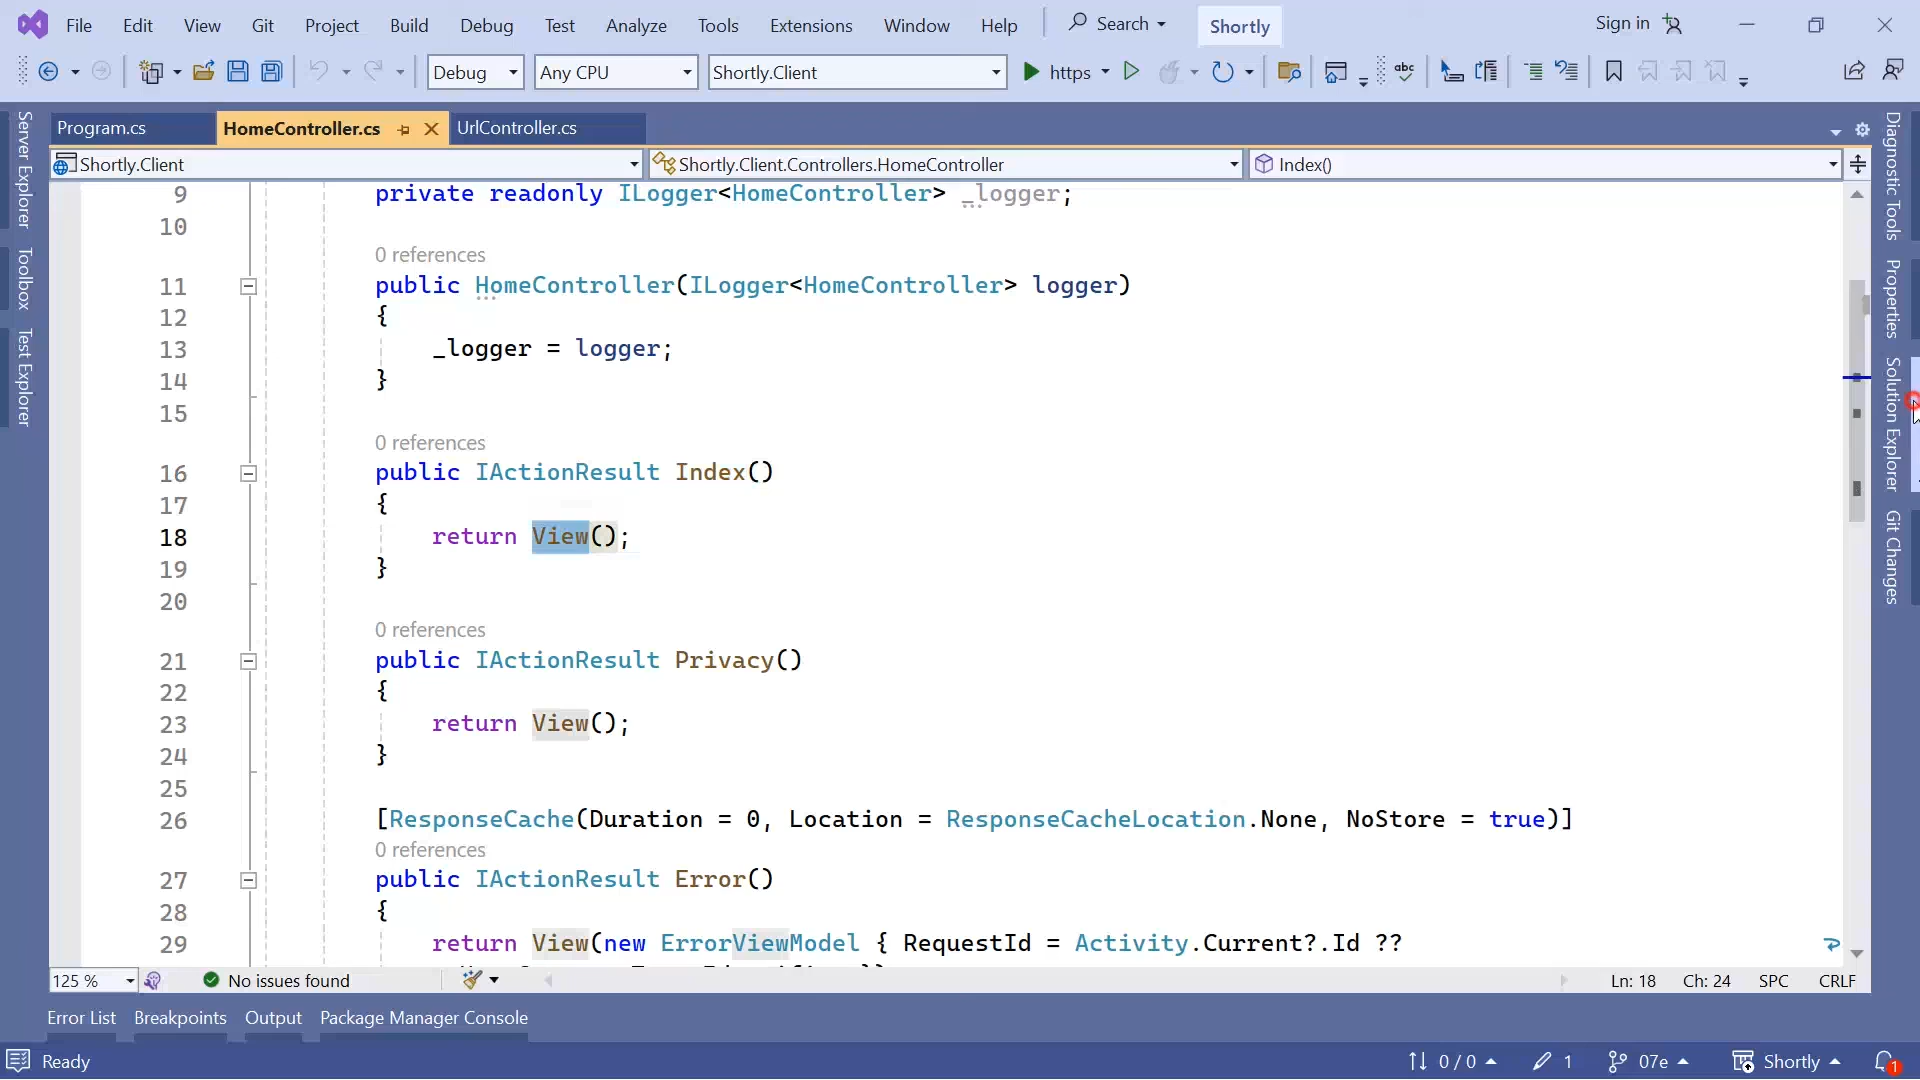 File Edit View Git Project Build Debug Test Analyze Tools Extensions Window Help Search Shortly Sign in
Debug Any CPU Shortly.Client https abc
Program.cs HomeController.cs UrlController.cs
Shortly.Client Shortly.Client.Controllers.HomeController Index()
Server Explorer
Toolbox
Test Explorer
9 private readonly ILogger<HomeController> _logger;
10
0 references
11 public HomeController(ILogger<HomeController> logger)
12 {
13 _logger = logger;
14 }
15
0 references
16 public IActionResult Index()
17 {
18 return View();
19 }
20
0 references
21 public IActionResult Privacy()
22 {
23 return View();
24 }
25
26 [ResponseCache(Duration = 0, Location = ResponseCacheLocation.None, NoStore = true)]
0 references
27 public IActionResult Error()
28 {
29 return View(new ErrorViewModel { RequestId = Activity.Current?.Id ??
Diagnostic Tools
Properties
Solution Explorer
Git Changes
125 % No issues found Ln: 18 Ch: 24 SPC CRLF
Error List Breakpoints Output Package Manager Console
Ready 0 / 0 1 07e Shortly 1